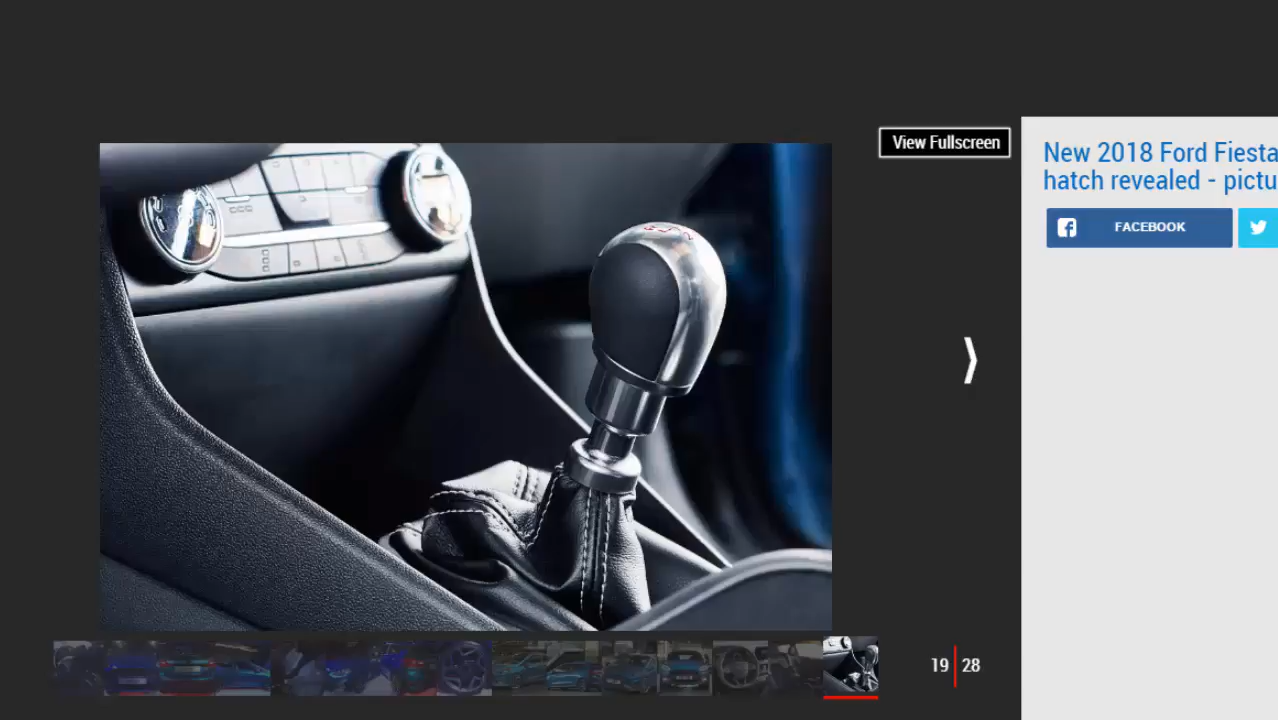 View Fullscreen
New 2018 Ford Fiesta
hatch revealed - pictu
FACEBOOK
19 28